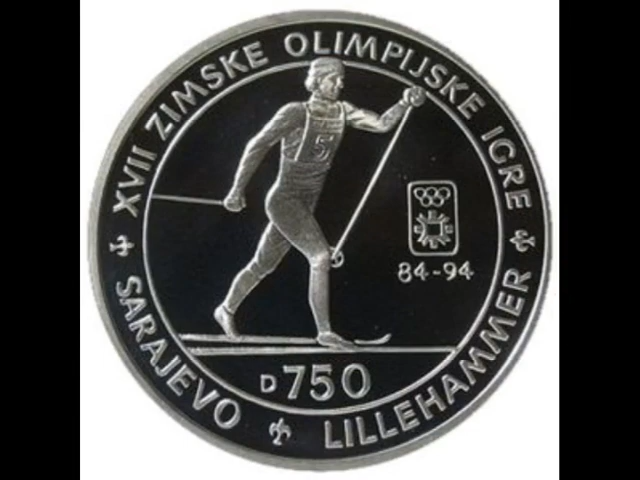 XVII ZIMSKE OLIMPIJSKE IGRE
5
84-94
D750
SARAJEVO
LILLEHAMMER